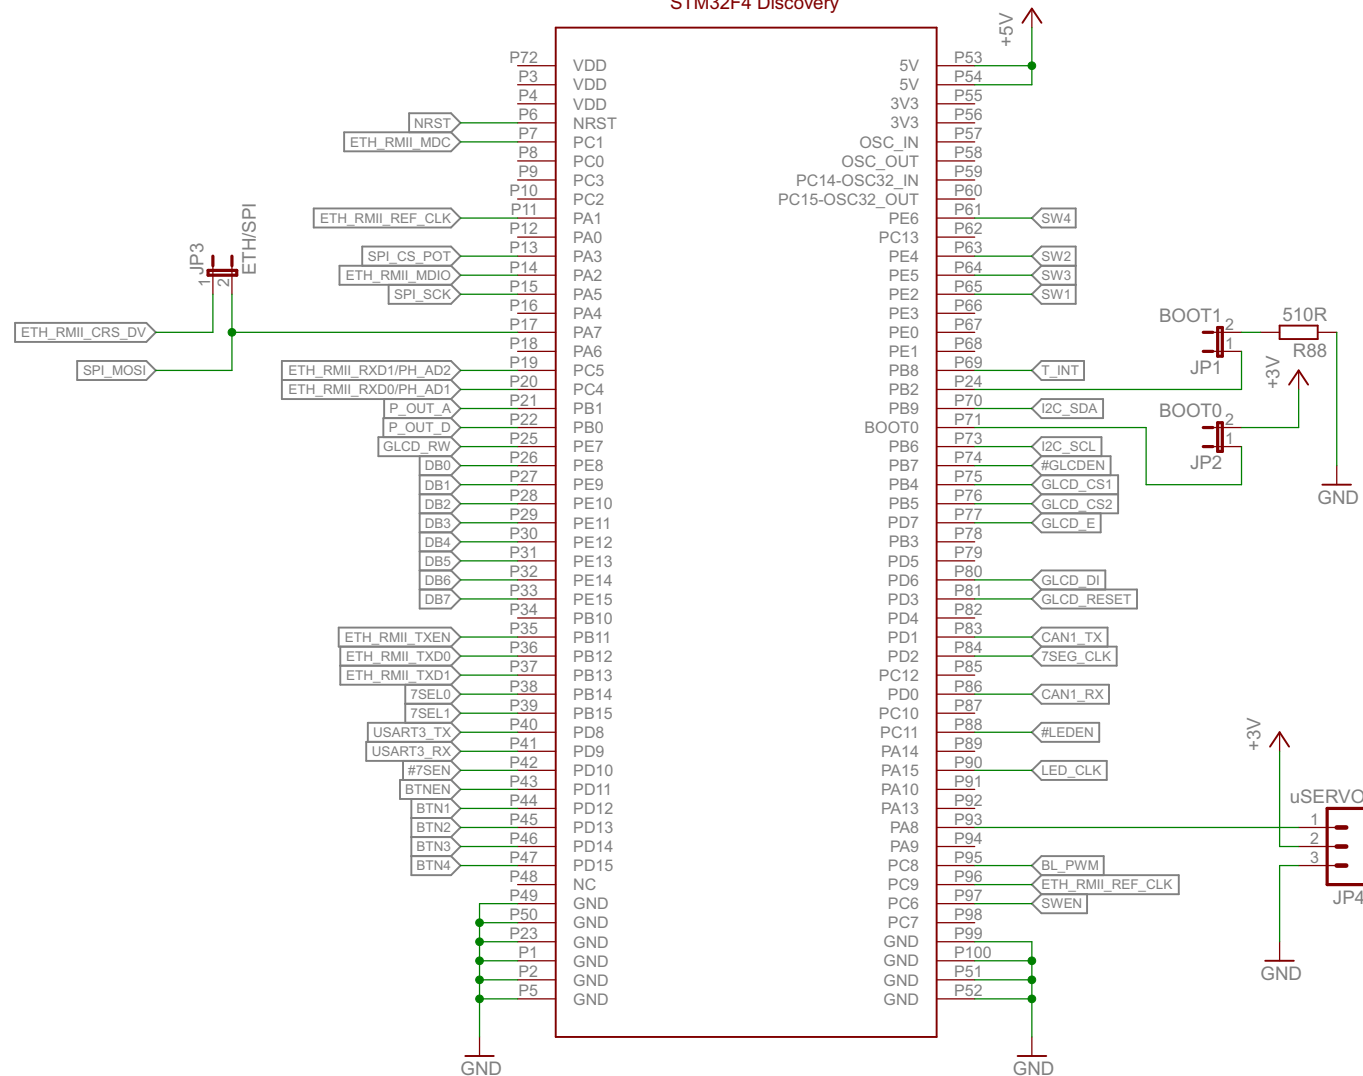 STM32F4 Discovery
+5V
P72 VDD 5V P53
P3 VDD 5V P54
P4 VDD 3V3 P55
NRST P6 NRST 3V3 P56
ETH_RMII_MDC P7 PC1 OSC_IN P57
P8 PC0 OSC_OUT P58
P9 PC3 PC14-OSC32_IN P59
P10 PC2 PC15-OSC32_OUT P60
ETH_RMII_REF_CLK P11 PA1 PE6 P61 SW4
P12 PA0 PC13 P62
SPI_CS_POT P13 PA3 PE4 P63 SW2
ETH_RMII_MDIO P14 PA2 PE5 P64 SW3
SPI_SCK P15 PA5 PE2 P65 SW1
P16 PA4 PE3 P66
ETH_RMII_CRS_DV P17 PA7 PE0 P67
P18 PA6 PE1 P68
SPI_MOSI
ETH_RMII_RXD1/PH_AD2 P19 PC5 PB8 P69 T_INT
ETH_RMII_RXD0/PH_AD1 P20 PC4 PB2 P24
P_OUT_A P21 PB1 PB9 P70 I2C_SDA
P_OUT_D P22 PB0 BOOT0 P71
GLCD_RW P25 PE7 PB6 P73 I2C_SCL
DB0 P26 PE8 PB7 P74 #GLCDEN
DB1 P27 PE9 PB4 P75 GLCD_CS1
DB2 P28 PE10 PB5 P76 GLCD_CS2
DB3 P29 PE11 PD7 P77 GLCD_E
DB4 P30 PE12 PB3 P78
DB5 P31 PE13 PD5 P79
DB6 P32 PE14 PD6 P80 GLCD_DI
DB7 P33 PE15 PD3 P81 GLCD_RESET
P34 PB10 PD4 P82
ETH_RMII_TXEN P35 PB11 PD1 P83 CAN1_TX
ETH_RMII_TXD0 P36 PB12 PD2 P84 7SEG_CLK
ETH_RMII_TXD1 P37 PB13 PC12 P85
7SEL0 P38 PB14 PD0 P86 CAN1_RX
7SEL1 P39 PB15 PC10 P87
USART3_TX P40 PD8 PC11 P88 #LEDEN
USART3_RX P41 PD9 PA14 P89
#7SEN P42 PD10 PA15 P90 LED_CLK
BTNEN P43 PD11 PA10 P91
BTN1 P44 PD12 PA13 P92
BTN2 P45 PD13 PA8 P93
BTN3 P46 PD14 PA9 P94
BTN4 P47 PD15 PC8 P95 BL_PWM
P48 NC PC9 P96 ETH_RMII_REF_CLK
P49 GND PC6 P97 SWEN
P50 GND PC7 P98
P23 GND GND P99
P1 GND GND P100
P2 GND GND P51
P5 GND GND P52
GND
GND
JP3
ETH/SPI
1
2
BOOT1
2
1
JP1
510R
R88
+3V
BOOT0
2
1
JP2
GND
+3V
uSERVO
1
2
3
JP4
GND